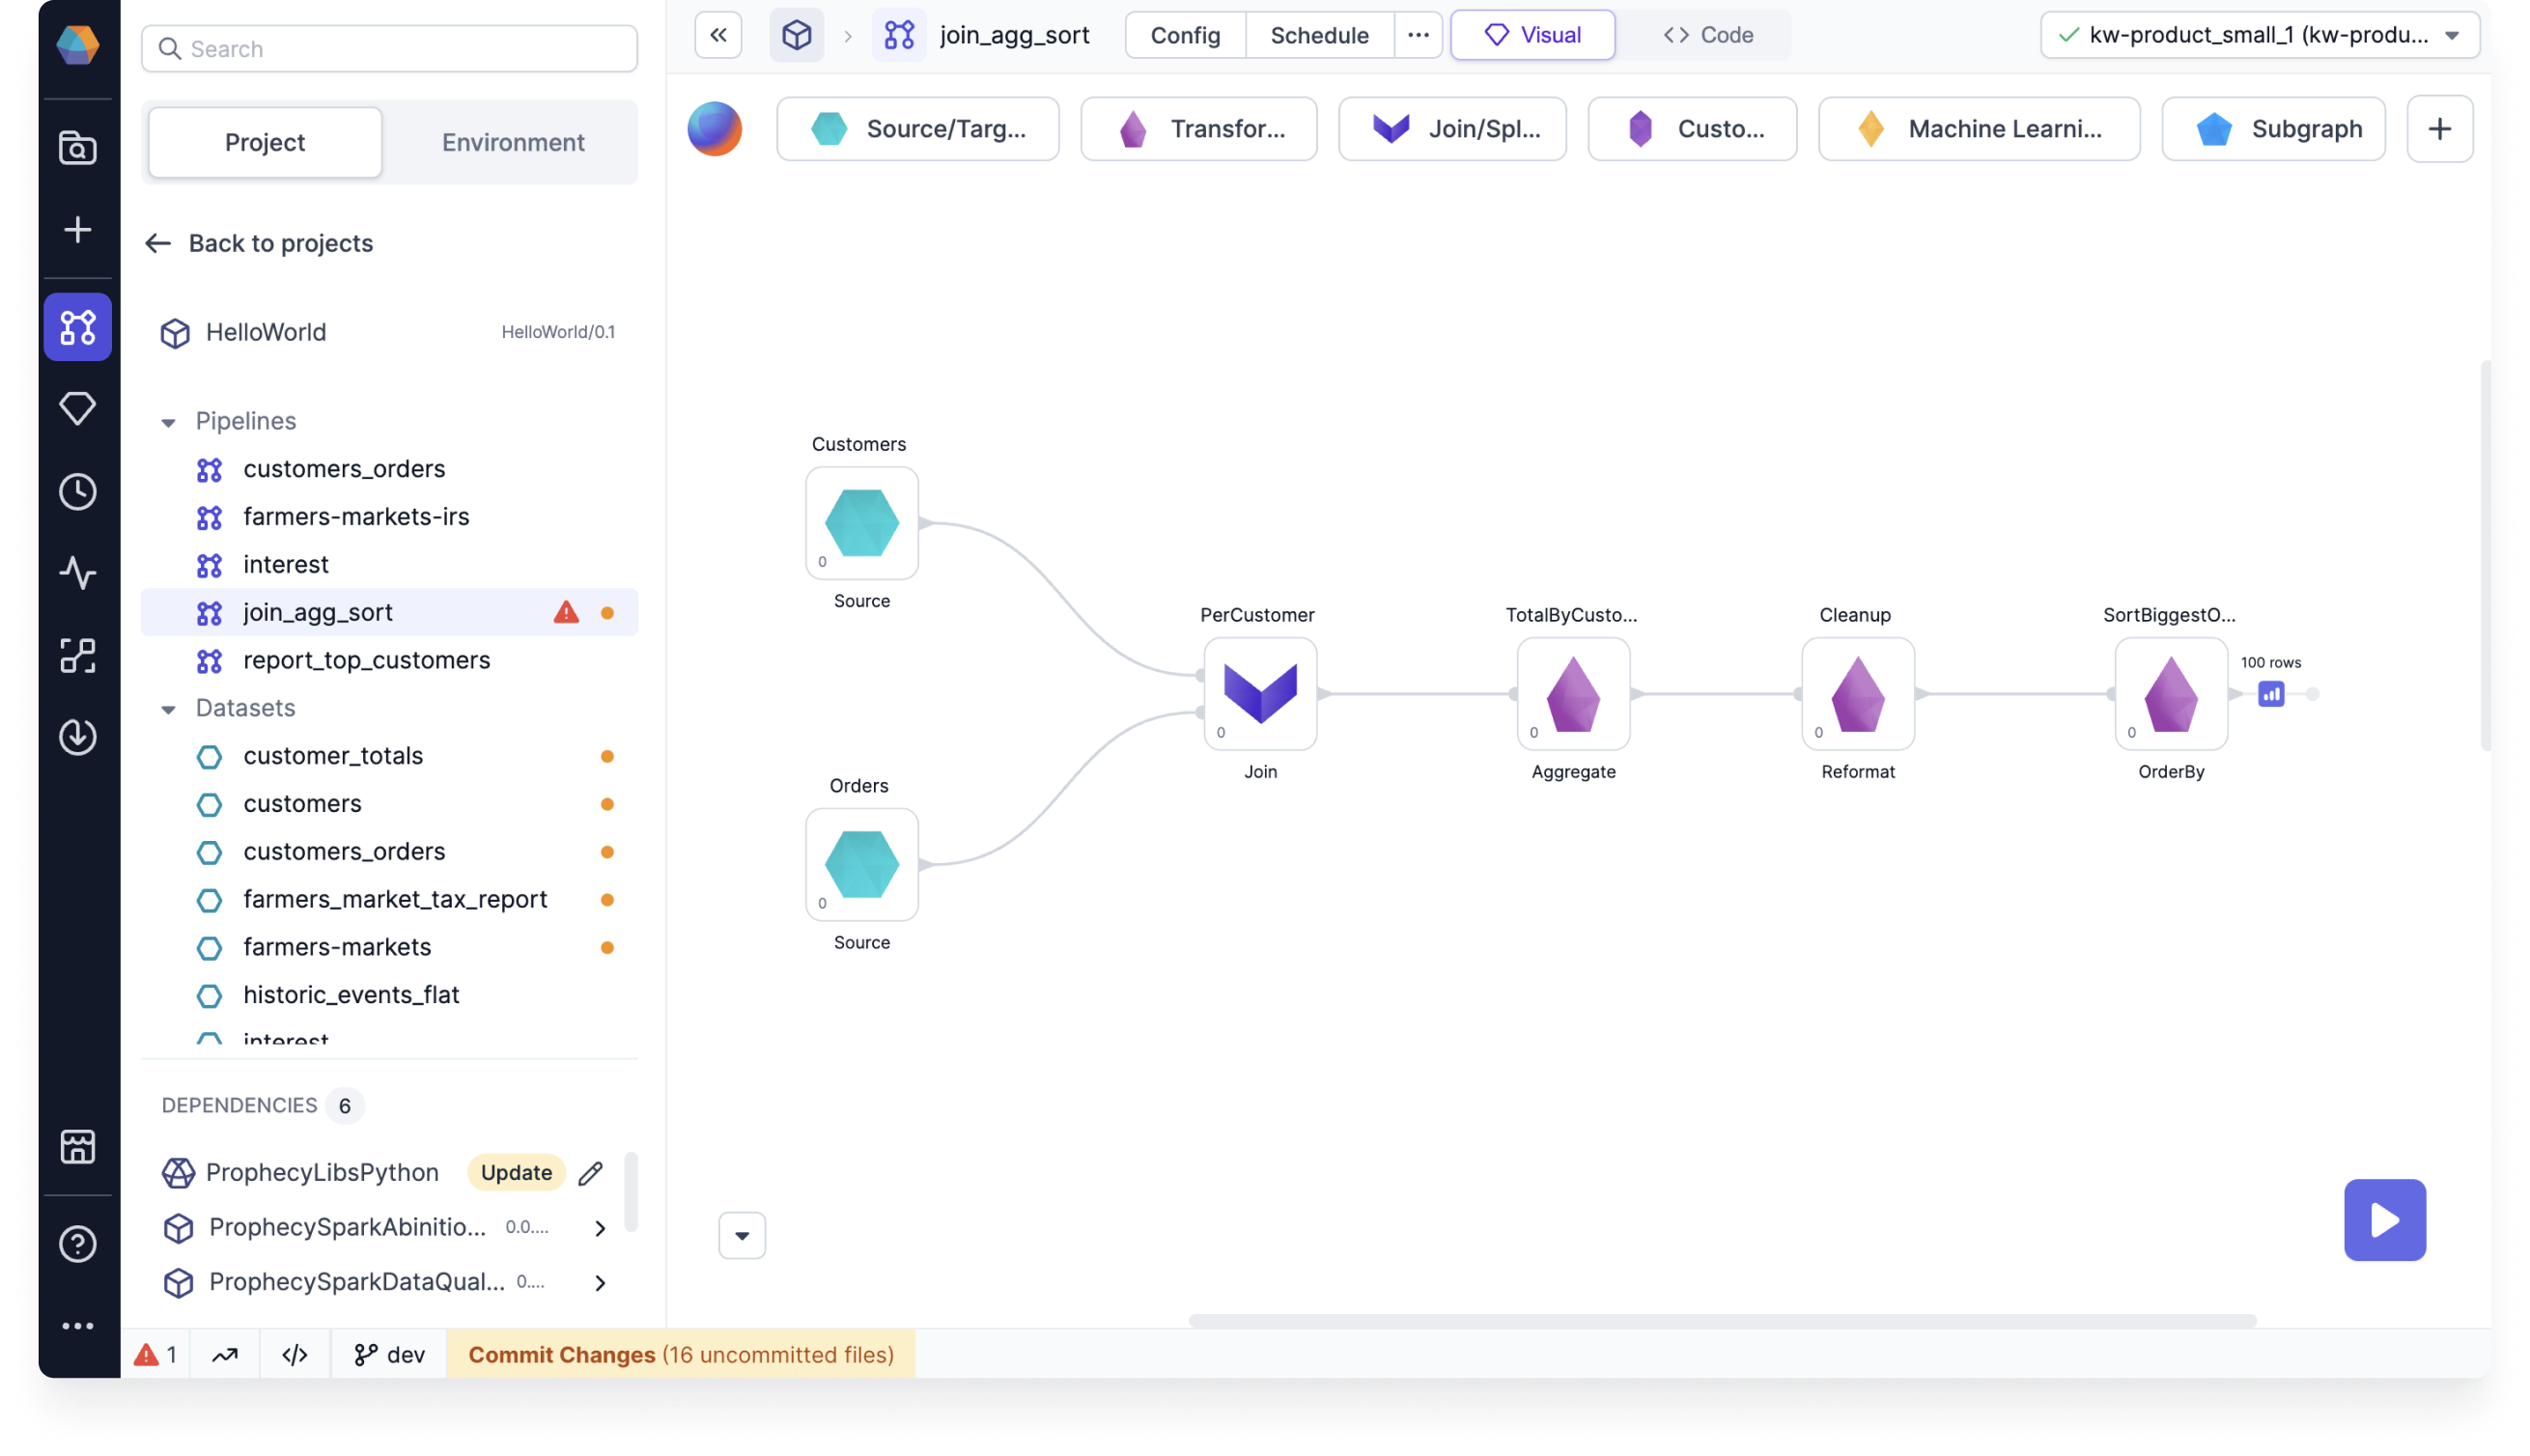 Search
Project
Environment
Back to projects
HelloWorld
HelloWorld/0.1
Pipelines
customers_orders
farmers-markets-irs
interest
join_agg_sort
report_top_customers
Datasets
customer_totals
customers
customers_orders
farmers_market_tax_report
farmers-markets
historic_events_flat
interest
DEPENDENCIES 6
ProphecyLibsPython Update
ProphecySparkAbinitio... 0.0....
ProphecySparkDataQual... 0....
join_agg_sort
Config
Schedule
...
Visual
<> Code
kw-product_small_1 (kw-produ...
Source/Targ...
Transfor...
Join/Spl...
Custo...
Machine Learni...
Subgraph
Customers
0
Source
Orders
0
Source
PerCustomer
0
Join
TotalByCusto...
0
Aggregate
Cleanup
0
Reformat
SortBiggestO...
0
OrderBy
100 rows
1
</>
dev
Commit Changes (16 uncommitted files)